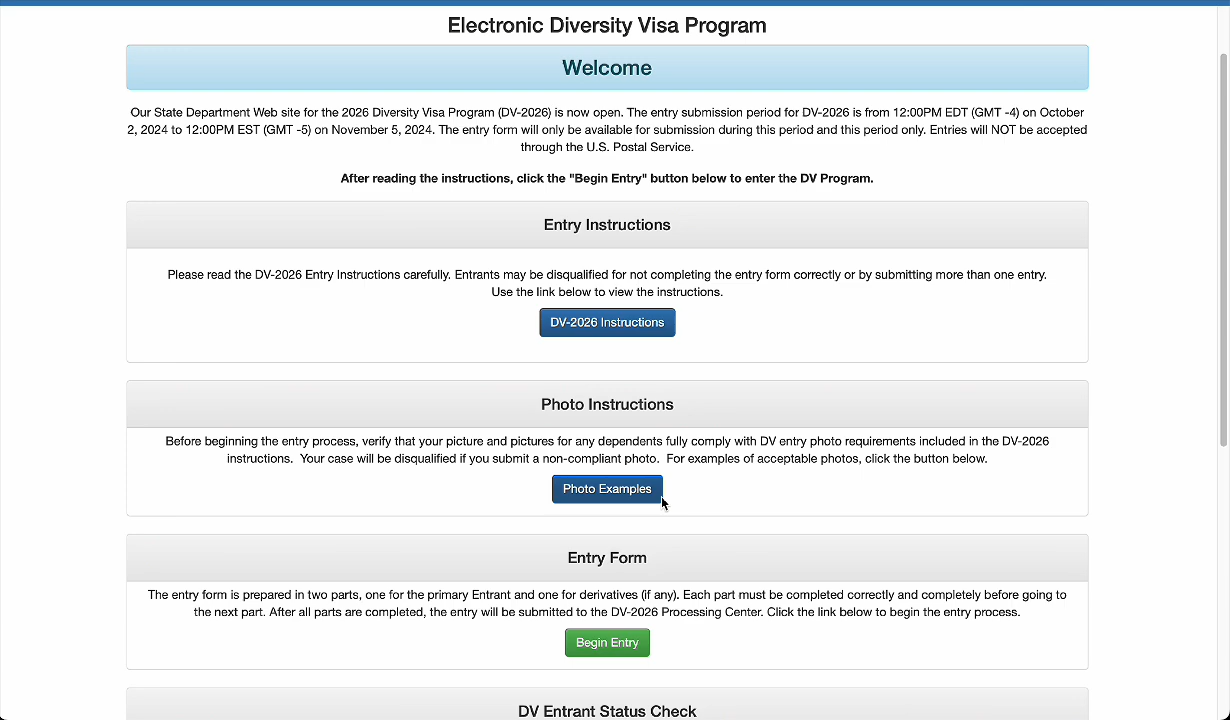 Electronic Diversity Visa Program
Welcome
Our State Department Web site for the 2026 Diversity Visa Program (DV-2026) is now open. The entry submission period for DV-2026 is from 12:00PM EDT (GMT -4) on October
2, 2024 to 12:00PM EST (GMT -5) on November 5, 2024. The entry form will only be available for submission during this period and this period only. Entries will NOT be accepted
through the U.S. Postal Service.
After reading the instructions, click the "Begin Entry" button below to enter the DV Program.
Entry Instructions
Please read the DV-2026 Entry Instructions carefully. Entrants may be disqualified for not completing the entry form correctly or by submitting more than one entry.
Use the link below to view the instructions.
DV-2026 Instructions
Photo Instructions
Before beginning the entry process, verify that your picture and pictures for any dependents fully comply with DV entry photo requirements included in the DV-2026
instructions.  Your case will be disqualified if you submit a non-compliant photo.  For examples of acceptable photos, click the button below.
Photo Examples
Entry Form
The entry form is prepared in two parts, one for the primary Entrant and one for derivatives (if any). Each part must be completed correctly and completely before going to
the next part. After all parts are completed, the entry will be submitted to the DV-2026 Processing Center. Click the link below to begin the entry process.
Begin Entry
DV Entrant Status Check